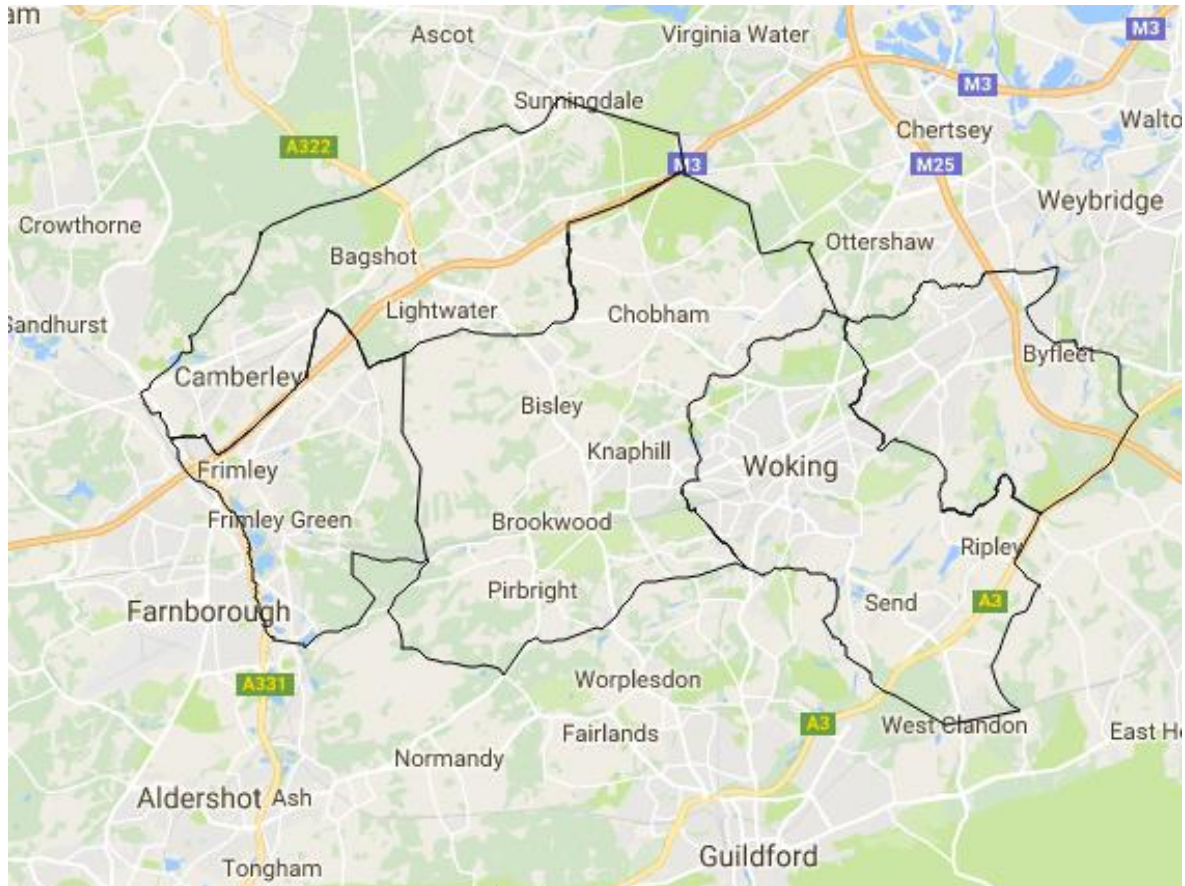 am
Ascot
Virginia Water
M3
M3
Sunningdale
Walto
Chertsey
A322
M3
M25
Weybridge
Crowthorne
Ottershaw
Bagshot
Lightwater
Chobham
Sandhurst
Byfleet
Camberley
Bisley
Knaphill
Woking
Frimley
Frimley Green
Brookwood
Ripley
Pirbright
Send
A3
Farnborough
Worplesdon
A331
A3
West Clandon
Fairlands
East Ho
Normandy
Aldershot
Ash
Guildford
Tongham